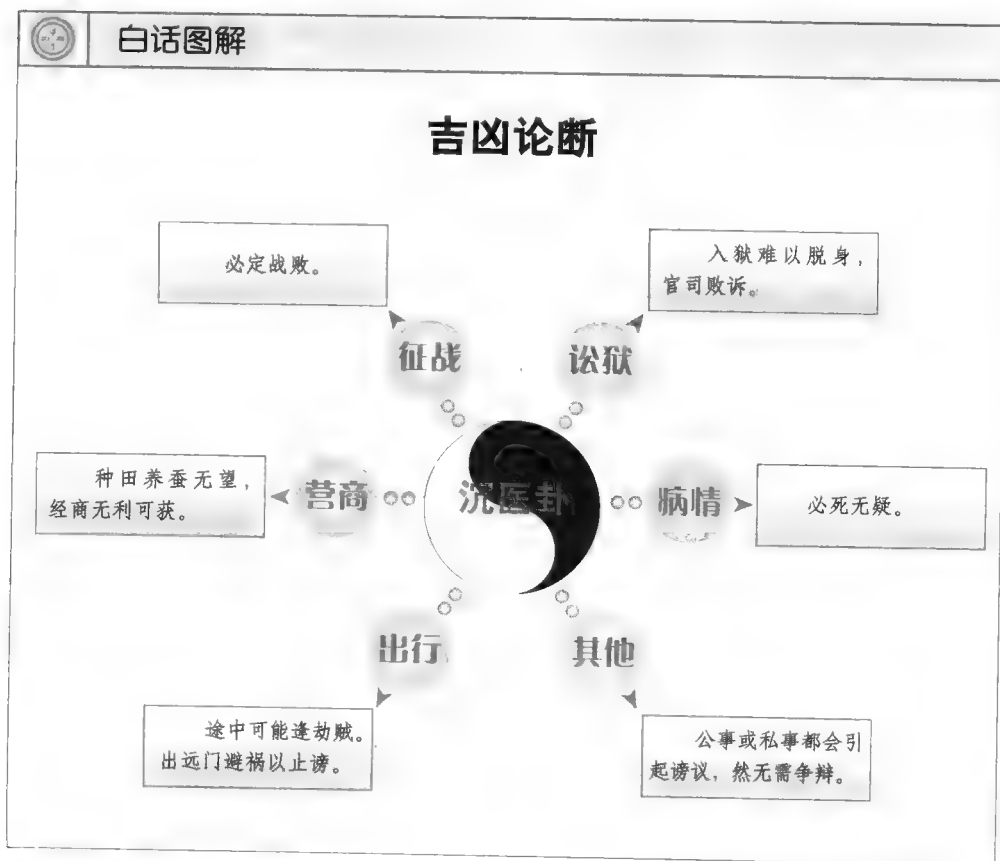 白话图解
吉凶论断
必定战败。
入狱难以脱身，
官司败诉。
征战
讼狱
种田养蚕无望，
经商无利可获。
营商
沉匿卦
病情
必死无疑。
出行
其他
途中可能逢劫贼。
出远门避祸以止谤。
公事或私事都会引
起谤议，然无需争辩。